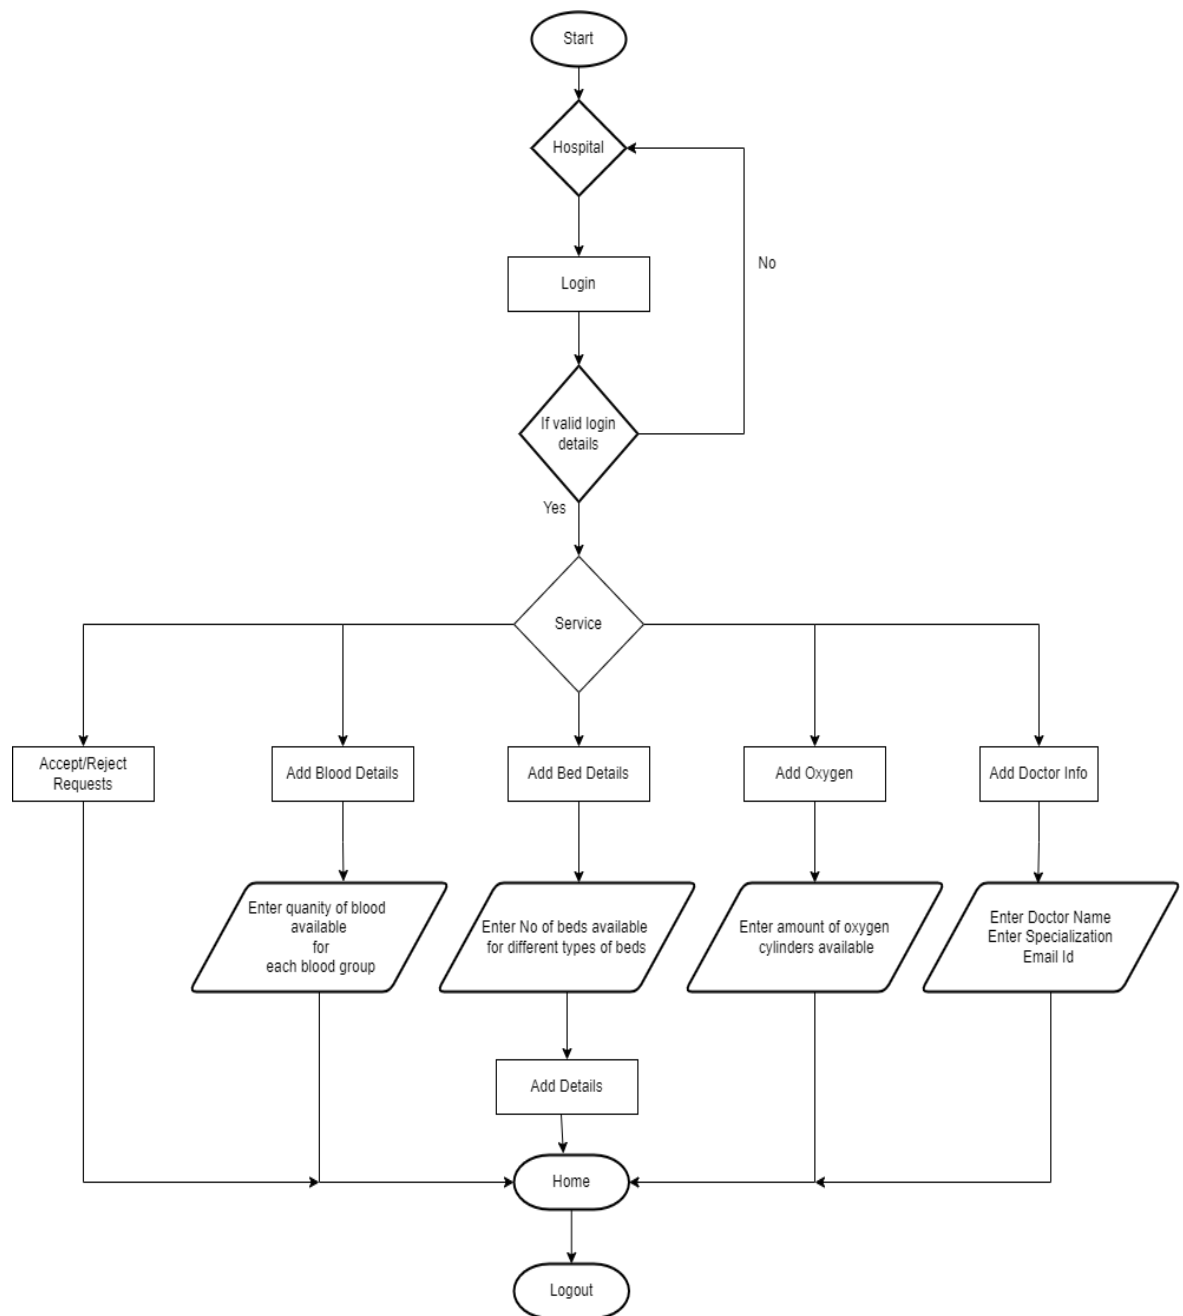 Start
Hospital
No
Login
If valid login
details
Yes
Service
Accept/Reject
Requests
Add Blood Details
Add Bed Details
Add Oxygen
Add Doctor Info
Enter quanity of blood
available
for
each blood group
Enter No of beds available
for different types of beds
Enter amount of oxygen
cylinders available
Enter Doctor Name
Enter Specialization
Email Id
Add Details
Home
Logout